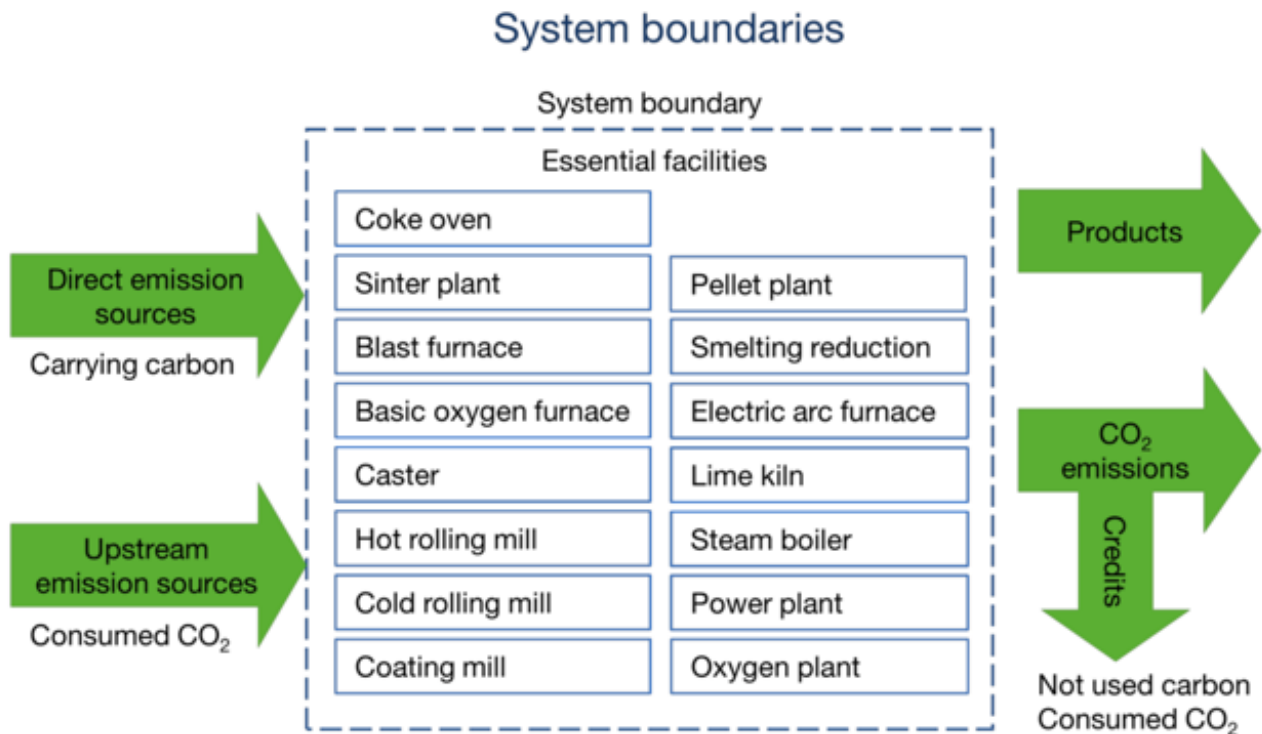 System boundaries
System boundary
Essential facilities
Direct emission
sources
Carrying carbon
Upstream
emission sources
Consumed CO₂
Coke oven
Sinter plant
Blast furnace
Basic oxygen furnace
Caster
Hot rolling mill
Cold rolling mill
Coating mill
Pellet plant
Smelting reduction
Electric arc furnace
Lime kiln
Steam boiler
Power plant
Oxygen plant
Products
CO₂
emissions
Credits
Not used carbon
Consumed CO₂